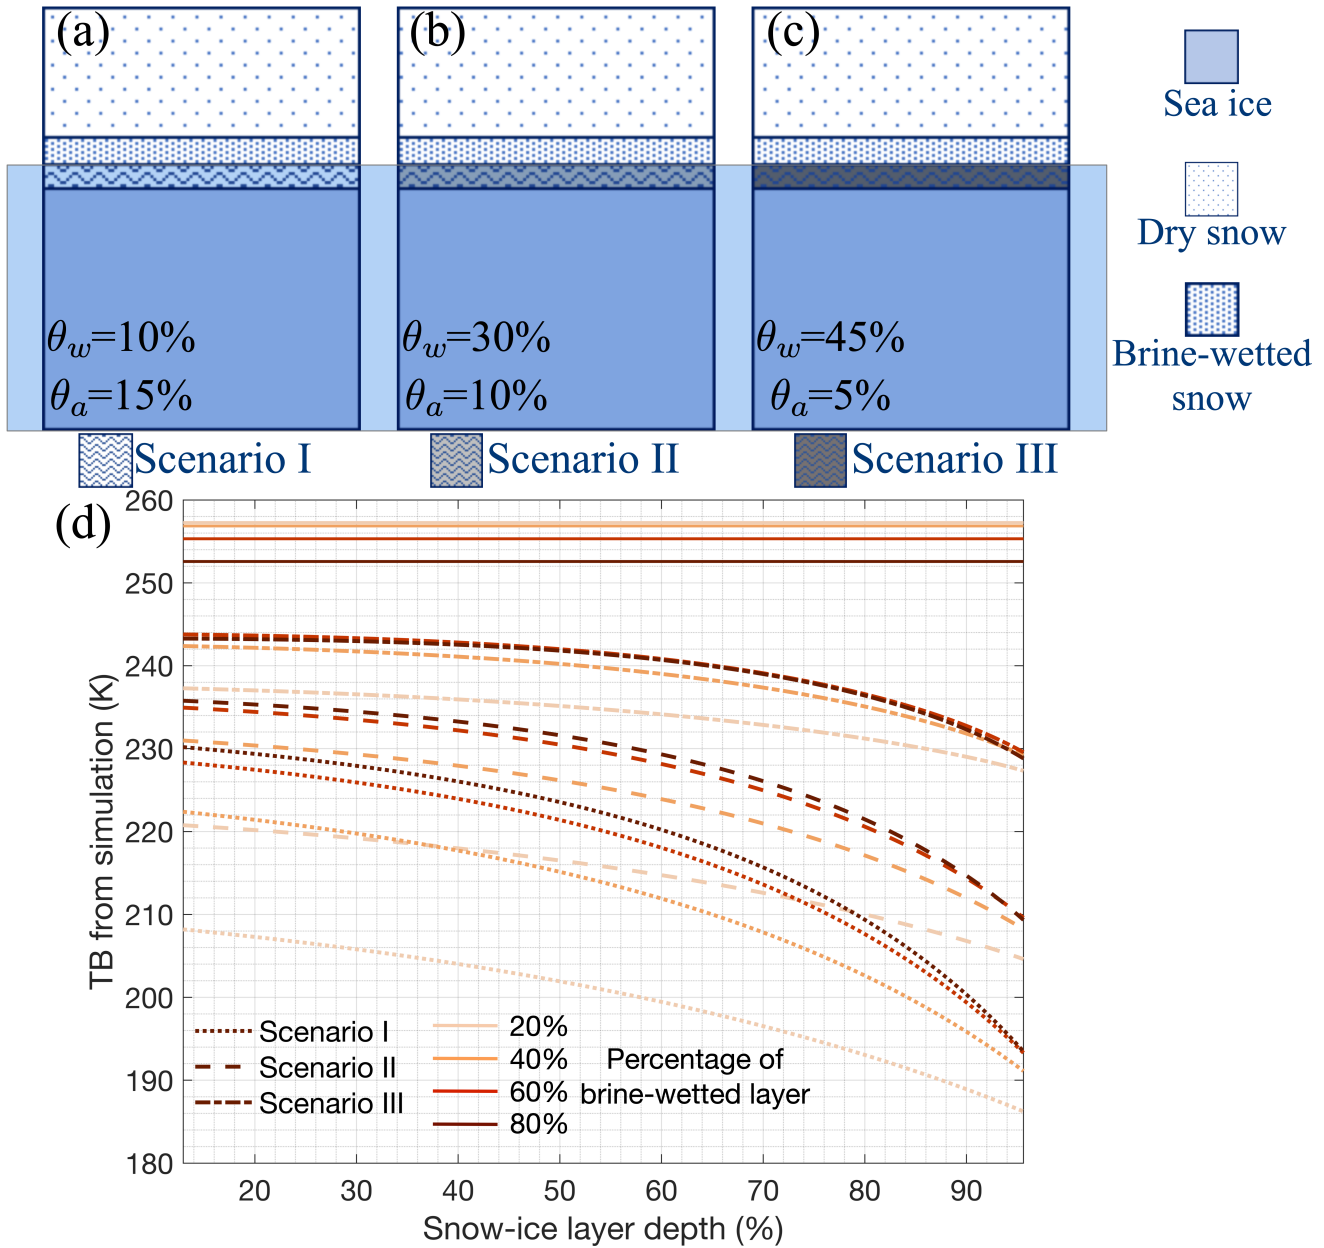 (a)
(b)
(c)
Sea ice
Dry snow
Brine-wetted
snow
θw=10%
θa=15%
θw=30%
θa=10%
θw=45%
θa=5%
Scenario I
Scenario II
Scenario III
(d)
260
250
240
230
220
210
200
190
180
TB from simulation (K)
Scenario I
Scenario II
Scenario III
20%
40%
60%
80%
Percentage of
brine-wetted layer
20 30 40 50 60 70 80 90
Snow-ice layer depth (%)